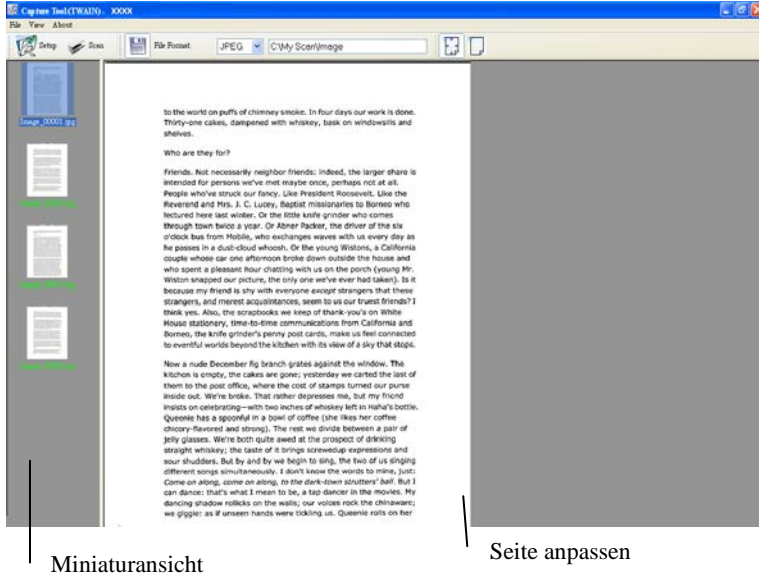 Capture Tool(TWAIN) - XXXX
File View About
Setup Scan File Format: JPEG C:\My Scan\Image
Image_00001.jpg
to the world on puffs of chimney smoke. In four days our work is done.
Thirty-one cakes, dampened with whiskey, bask on windowsills and
shelves.
Who are they for?
Friends. Not necessarily neighbor friends: indeed, the larger share is
intended for persons we've met maybe once, perhaps not at all.
People who've struck our fancy. Like President Roosevelt. Like the
Reverend and Mrs. J. C. Lucey, Baptist missionaries to Borneo who
lectured here last winter. Or the little knife grinder who comes
through town twice a year. Or Abner Packer, the driver of the six
o'clock bus from Mobile, who exchanges waves with us every day as
he passes in a dust-cloud whoosh. Or the young Wistons, a California
couple whose car one afternoon broke down outside the house and
who spent a pleasant hour chatting with us on the porch (young Mr.
Wiston snapped our picture, the only one we've ever had taken). Is it
because my friend is shy with everyone except strangers that these
strangers, and merest acquaintances, seem to us our truest friends? I
think yes. Also, the scrapbooks we keep of thank-you's on White
House stationery, time-to-time communications from California and
Borneo, the knife grinder's penny post cards, make us feel connected
to eventful worlds beyond the kitchen with its view of a sky that stops.
Now a nude December fig branch grates against the window. The
kitchen is empty, the cakes are gone; yesterday we carted the last of
them to the post office, where the cost of stamps turned our purse
inside out. We're broke. That rather depresses me, but my friend
insists on celebrating—with two inches of whiskey left in Haha's bottle.
Queenie has a spoonful in a bowl of coffee (she likes her coffee
chicory-flavored and strong). The rest we divide between a pair of
jelly glasses. We're both quite awed at the prospect of drinking
straight whiskey; the taste of it brings screwedup expressions and
sour shudders. But by and by we begin to sing, the two of us singing
different songs simultaneously. I don't know the words to mine, just:
Come on along, come on along, to the dark-town strutters' ball. But I
can dance: that's what I mean to be, a tap dancer in the movies. My
dancing shadow rollicks on the walls; our voices rock the chinaware;
we giggle: as if unseen hands were tickling us. Queenie rolls on her
Miniaturansicht
Seite anpassen